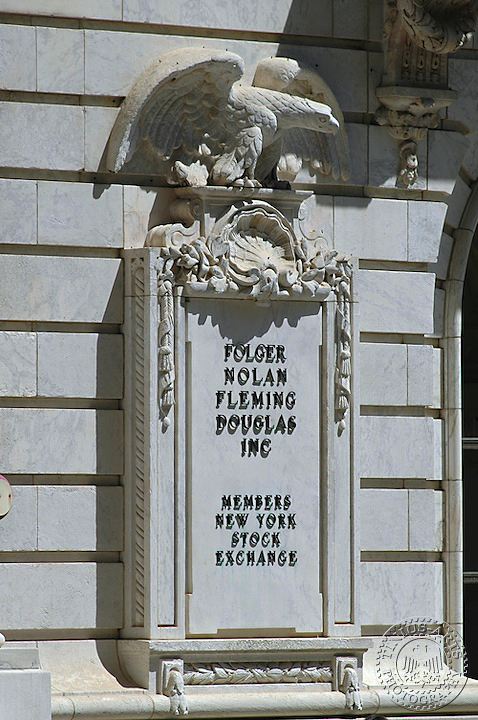 FOLGER
NOLAN
FLEMING
DOUGLAS
INC
MEMBERS
NEW YORK
STOCK
EXCHANGE